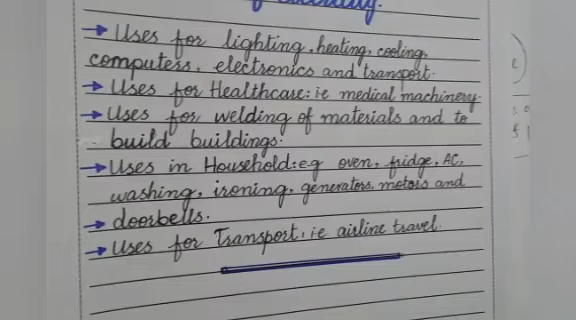 of electricity.
→ Uses for lighting, heating, cooling,
computers, electronics and transport.
→ Uses for Healthcare: ie medical machinery.
→ Uses for welding of materials and to
build buildings.
→ Uses in Household: e.g oven, fridge, AC,
washing, ironing, generators, motors and
→ doorbells.
→ Uses for Transport, ie airline travel.